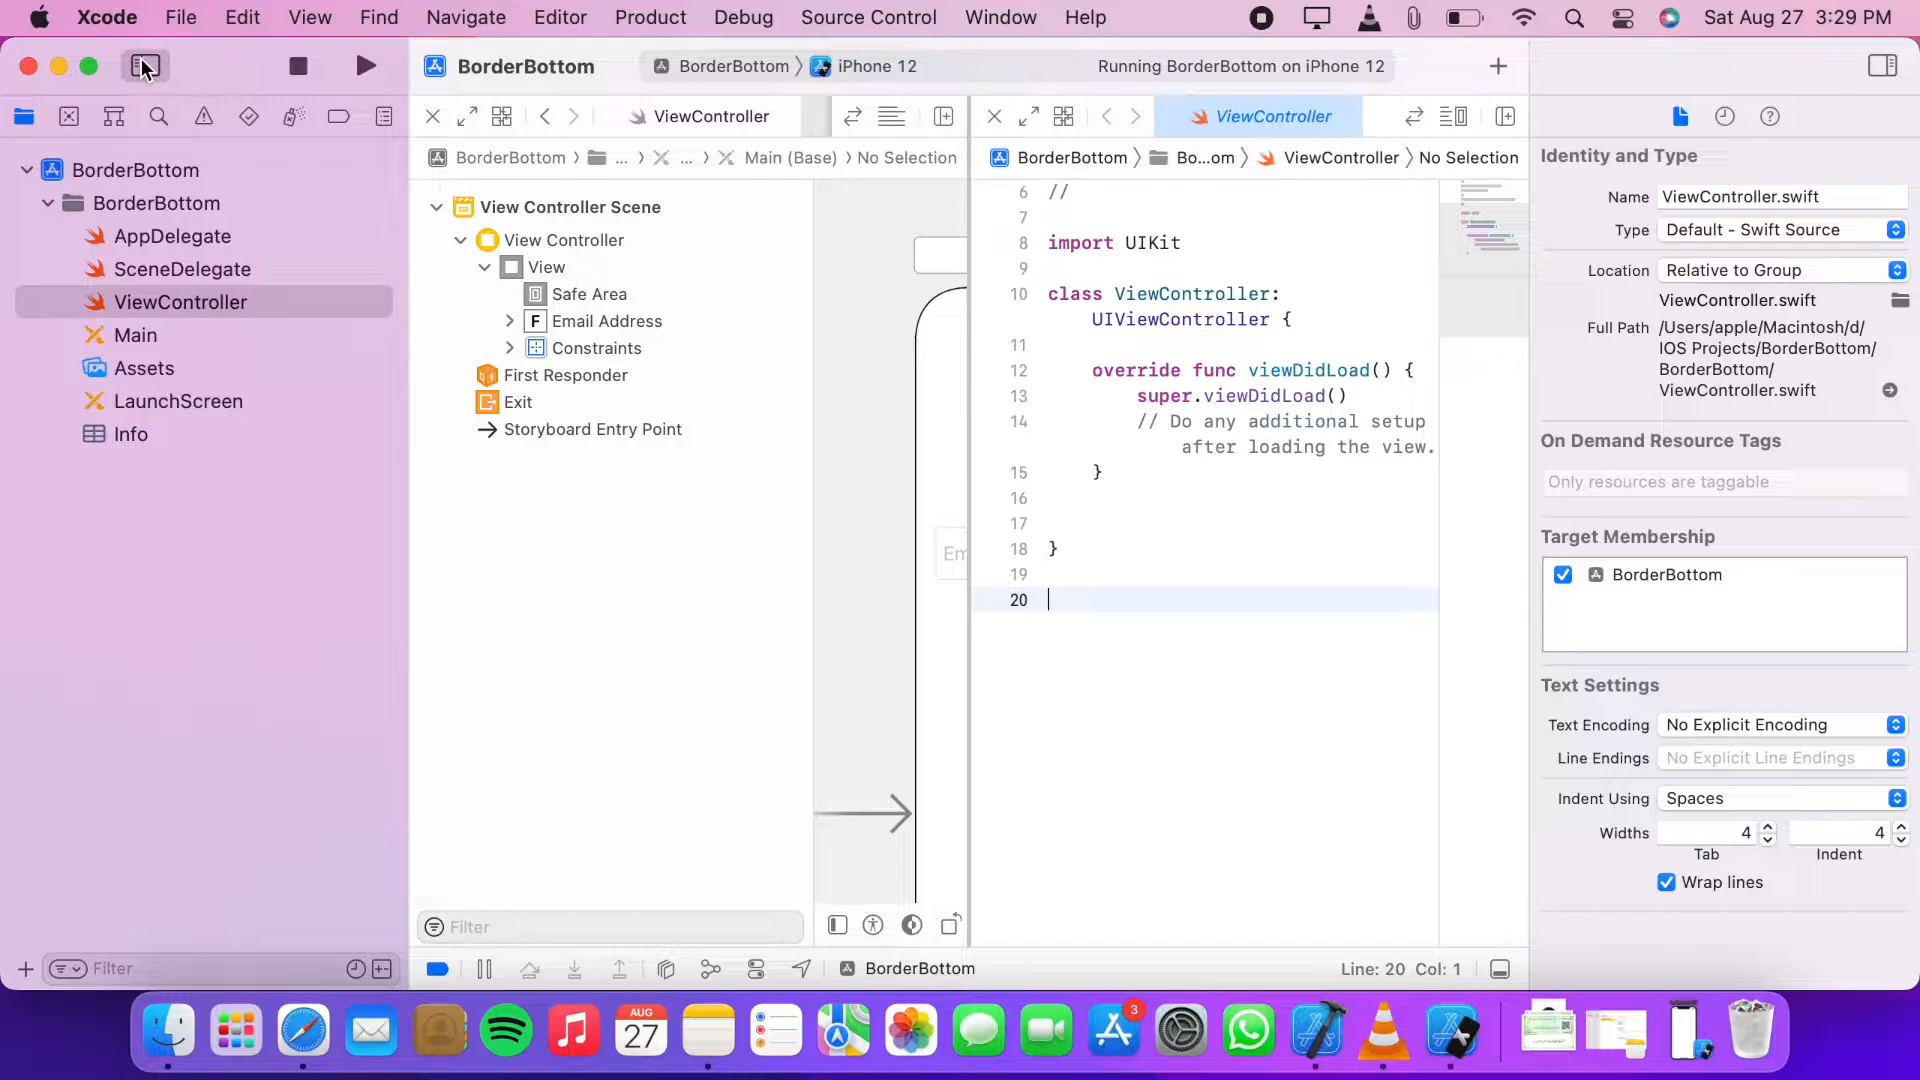 Xcode File Edit View Find Navigate Editor Product Debug Source Control Window Help Sat Aug 27 3:29 PM
BorderBottom BorderBottom iPhone 12 Running BorderBottom on iPhone 12
ViewController
ViewController
BorderBottom ... ... Main (Base) No Selection
BorderBottom Bo...om ViewController No Selection
BorderBottom
BorderBottom
AppDelegate
SceneDelegate
ViewController
Main
Assets
LaunchScreen
Info
Filter
View Controller Scene
View Controller
View
Safe Area
F Email Address
Constraints
First Responder
Exit
Storyboard Entry Point
Filter
Em
6 //
7
8 import UIKit
9
10 class ViewController:
UIViewController {
11
12 override func viewDidLoad() {
13 super.viewDidLoad()
14 // Do any additional setup
after loading the view.
15 }
16
17
18 }
19
20
BorderBottom
Line: 20 Col: 1
Identity and Type
Name ViewController.swift
Type Default - Swift Source
Location Relative to Group
ViewController.swift
Full Path /Users/apple/Macintosh/d/
IOS Projects/BorderBottom/
BorderBottom/
ViewController.swift
On Demand Resource Tags
Only resources are taggable
Target Membership
BorderBottom
Text Settings
Text Encoding No Explicit Encoding
Line Endings No Explicit Line Endings
Indent Using Spaces
Widths 4 4
Tab Indent
Wrap lines
AUG
27
3